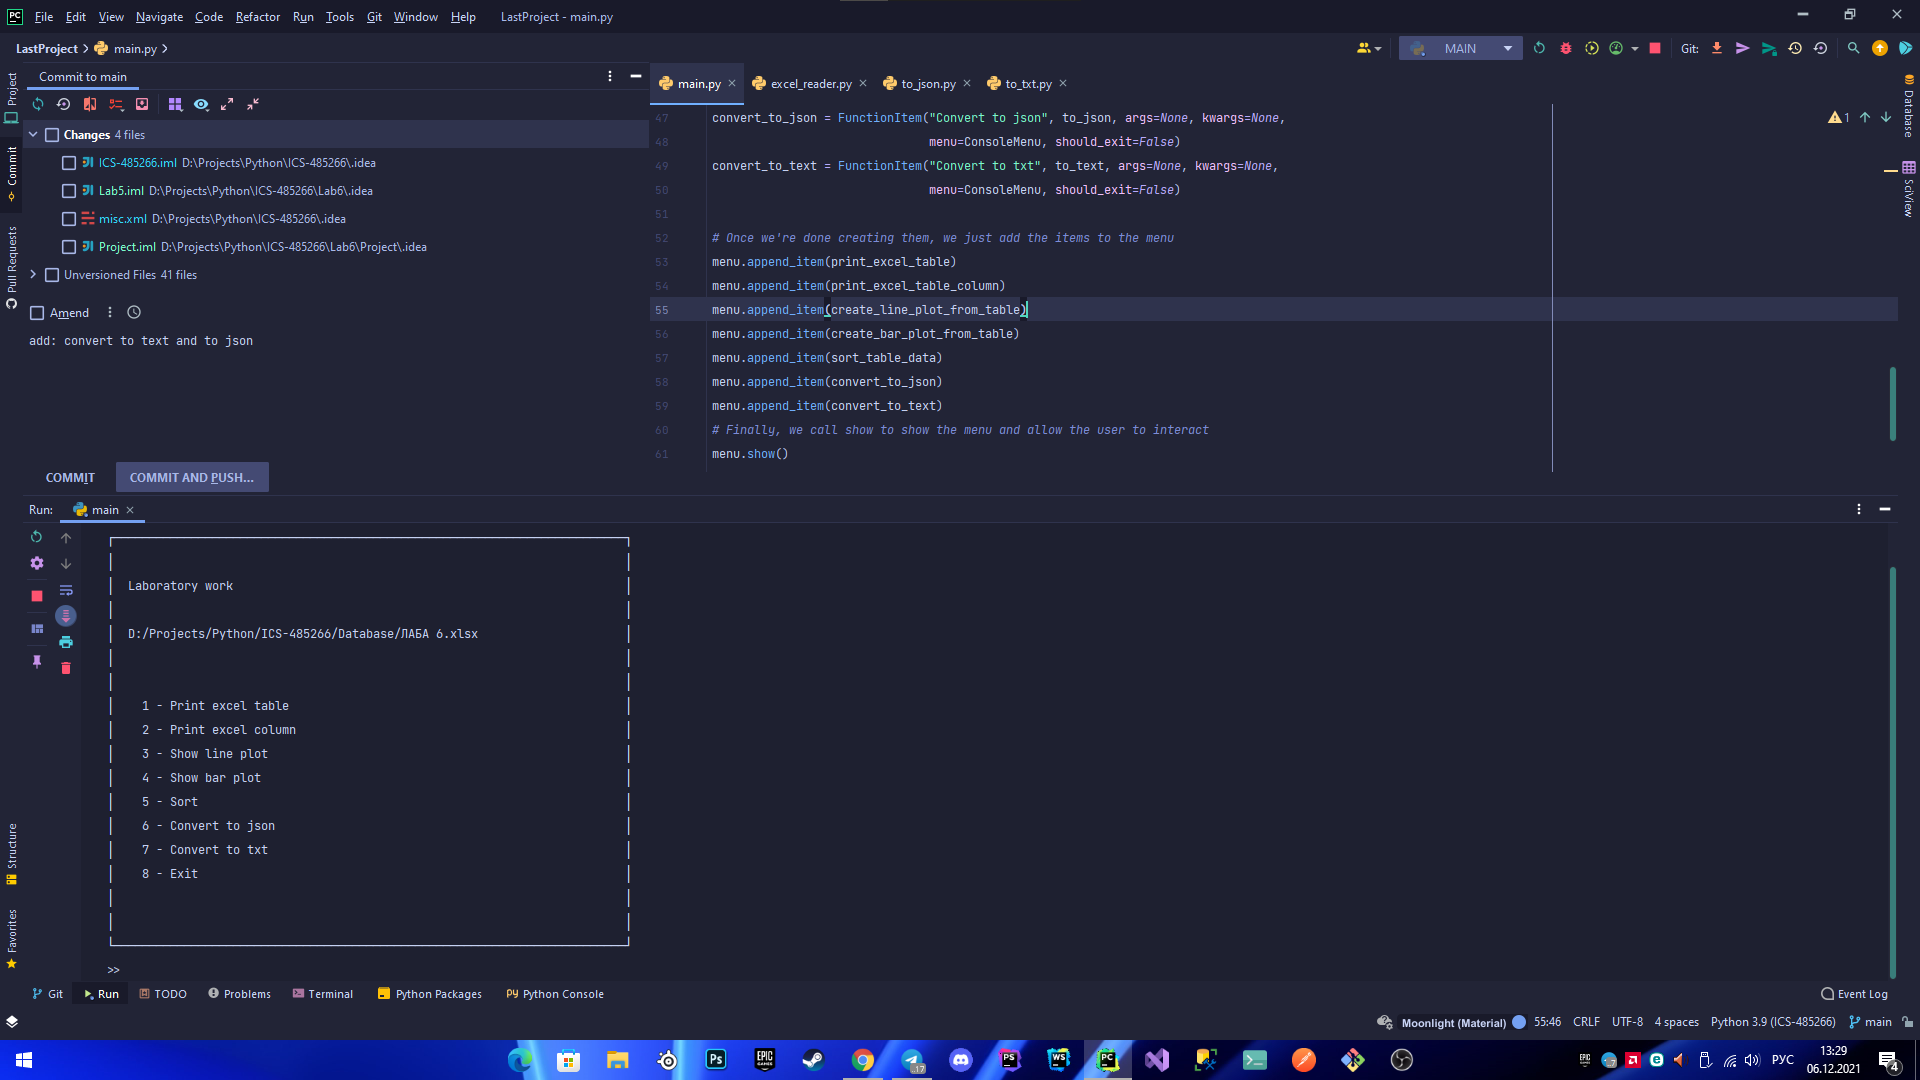 PC File Edit View Navigate Code Refactor Run Tools Git Window Help LastProject - main.py
LastProject main.py
MAIN Git:
Project
Commit
Pull Requests
Structure
Favorites
Commit to main
Changes 4 files
ICS-485266.iml D:\Projects\Python\ICS-485266\.idea
Lab5.iml D:\Projects\Python\ICS-485266\Lab6\.idea
misc.xml D:\Projects\Python\ICS-485266\.idea
Project.iml D:\Projects\Python\ICS-485266\Lab6\Project\.idea
Unversioned Files 41 files
Amend
add: convert to text and to json
COMMIT COMMIT AND PUSH...
main.py excel_reader.py to_json.py to_txt.py
47 convert_to_json = FunctionItem("Convert to json", to_json, args=None, kwargs=None,
48 menu=ConsoleMenu, should_exit=False)
49 convert_to_text = FunctionItem("Convert to txt", to_text, args=None, kwargs=None,
50 menu=ConsoleMenu, should_exit=False)
51
52 # Once we're done creating them, we just add the items to the menu
53 menu.append_item(print_excel_table)
54 menu.append_item(print_excel_table_column)
55 menu.append_item(create_line_plot_from_table)
56 menu.append_item(create_bar_plot_from_table)
57 menu.append_item(sort_table_data)
58 menu.append_item(convert_to_json)
59 menu.append_item(convert_to_text)
60 # Finally, we call show to show the menu and allow the user to interact
61 menu.show()
1
Database
SciView
Run: main
Laboratory work
D:/Projects/Python/ICS-485266/Database/ЛАБА 6.xlsx
1 - Print excel table
2 - Print excel column
3 - Show line plot
4 - Show bar plot
5 - Sort
6 - Convert to json
7 - Convert to txt
8 - Exit
>>
Git Run TODO Problems Terminal Python Packages Python Console Event Log
Moonlight (Material) 55:46 CRLF UTF-8 4 spaces Python 3.9 (ICS-485266) main
Ps EPIC GAMES .17 PS WS PC РУС 13:29
06.12.2021 4